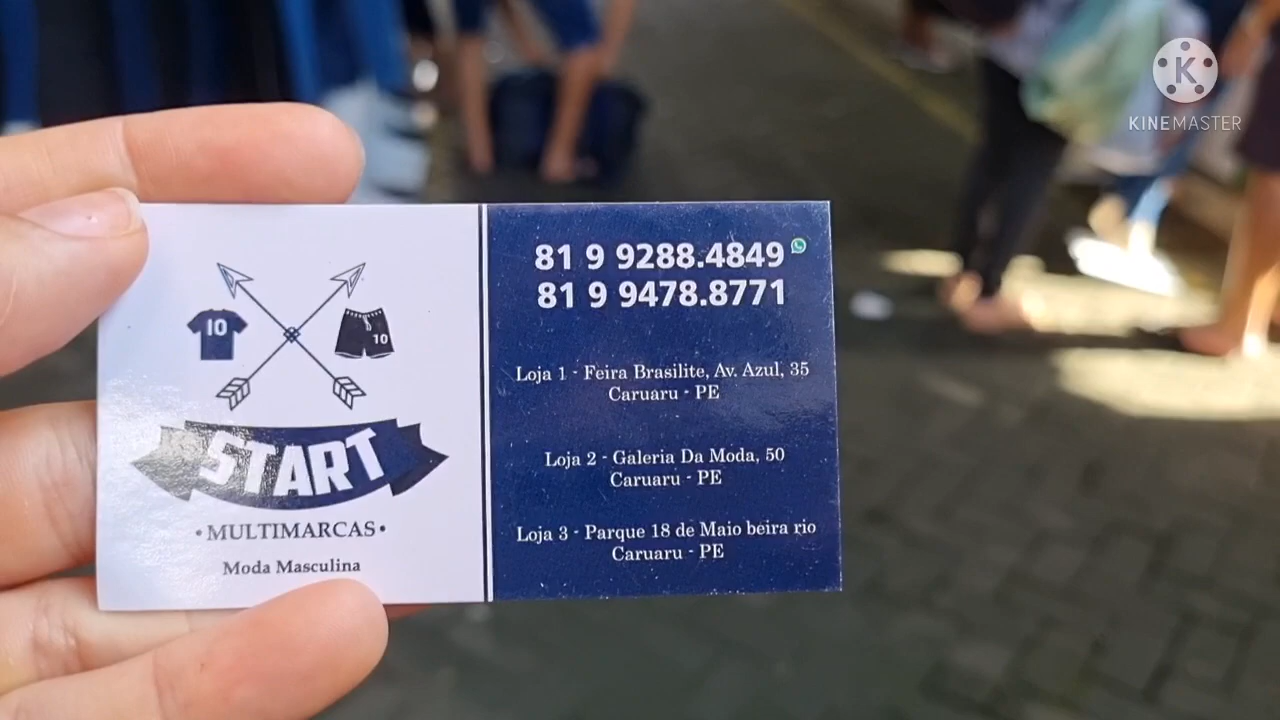 K
KINEMASTER
10
10
START
•MULTIMARCAS•
Moda Masculina
81 9 9288.4849
81 9 9478.8771
Loja 1 - Feira Brasilite, Av. Azul, 35
Caruaru - PE
Loja 2 - Galeria Da Moda, 50
Caruaru - PE
Loja 3 - Parque 18 de Maio beira rio
Caruaru - PE